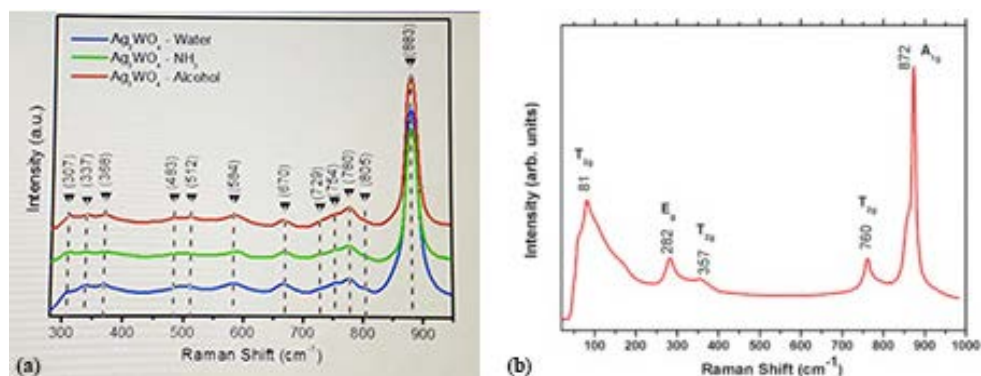 Ag₂WO₄ - Water
Ag₂WO₄ - NH₃
Ag₂WO₄ - Alcohol
(307)
(337)
(368)
(483)
(512)
(584)
(670)
(729)
(754)
(780)
(805)
(883)
Intensity (a.u.)
300 400 500 600 700 800 900
Raman Shift (cm⁻¹)
(a)
T₂g
81
E
282
T₂g
357
T₂g
760
872
A₁g
Intensity (arb. units)
100 200 300 400 500 600 700 800 900 1000
Raman Shift (cm⁻¹)
(b)